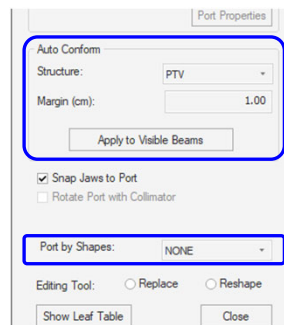 Port Properties
Auto Conform
Structure: PTV
Margin (cm): 1.00
Apply to Visible Beams
Snap Jaws to Port
Rotate Port with Collimator
Port by Shapes: NONE
Editing Tool: Replace Reshape
Show Leaf Table Close